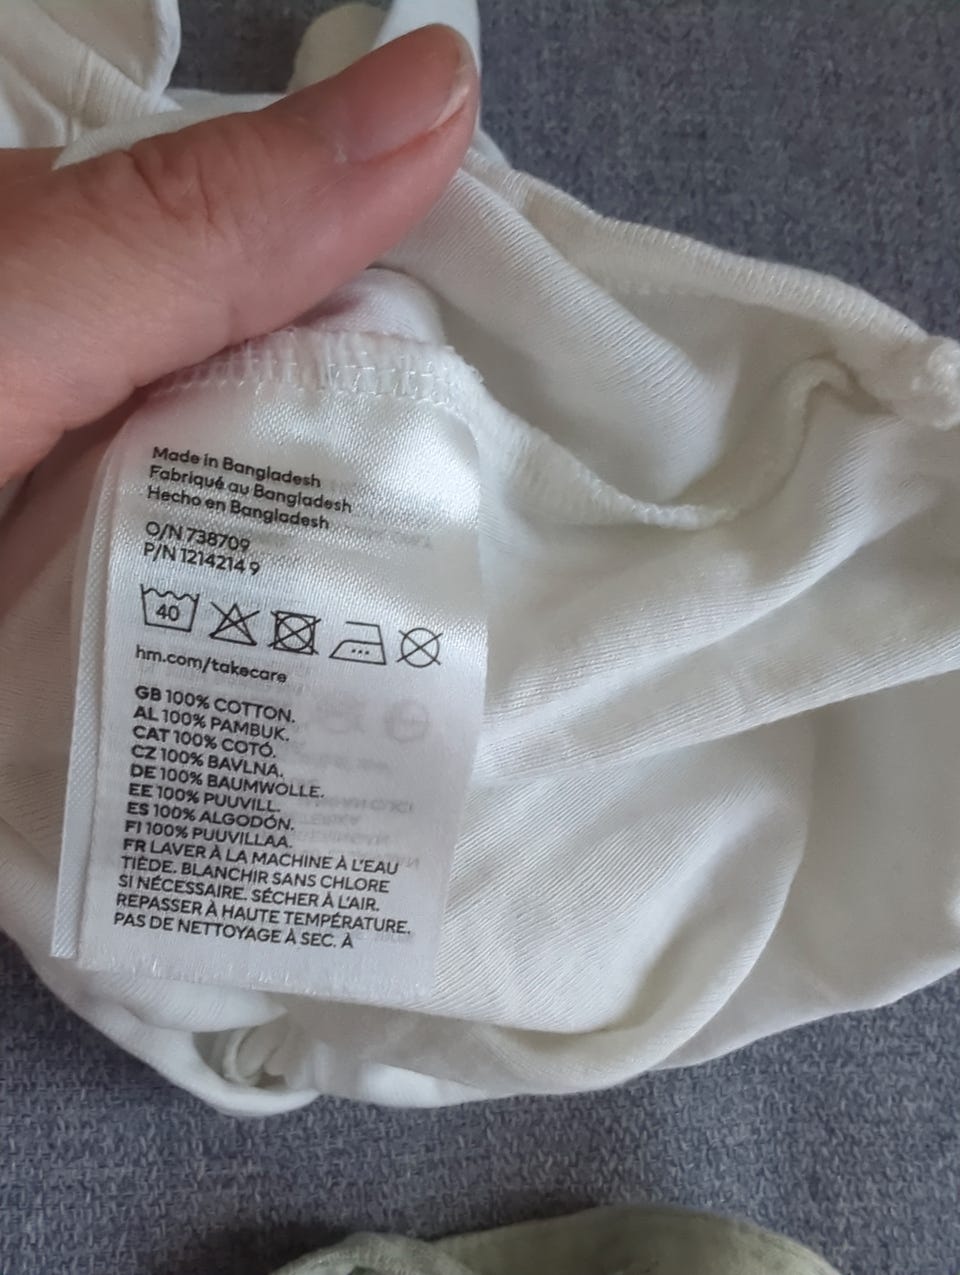 Made in Bangladesh
Fabriqué au Bangladesh
Hecho en Bangladesh
O/N 738709
P/N 1214214 9
40
hm.com/takecare
GB 100% COTTON.
AL 100% PAMBUK.
CAT 100% COTÓ.
CZ 100% BAVLNA.
DE 100% BAUMWOLLE.
EE 100% PUUVILL.
ES 100% ALGODÓN.
FI 100% PUUVILLAA.
FR LAVER À LA MACHINE À L'EAU
TIÈDE. BLANCHIR SANS CHLORE
SI NÉCESSAIRE. SÉCHER À L'AIR.
REPASSER À HAUTE TEMPÉRATURE.
PAS DE NETTOYAGE À SEC. À